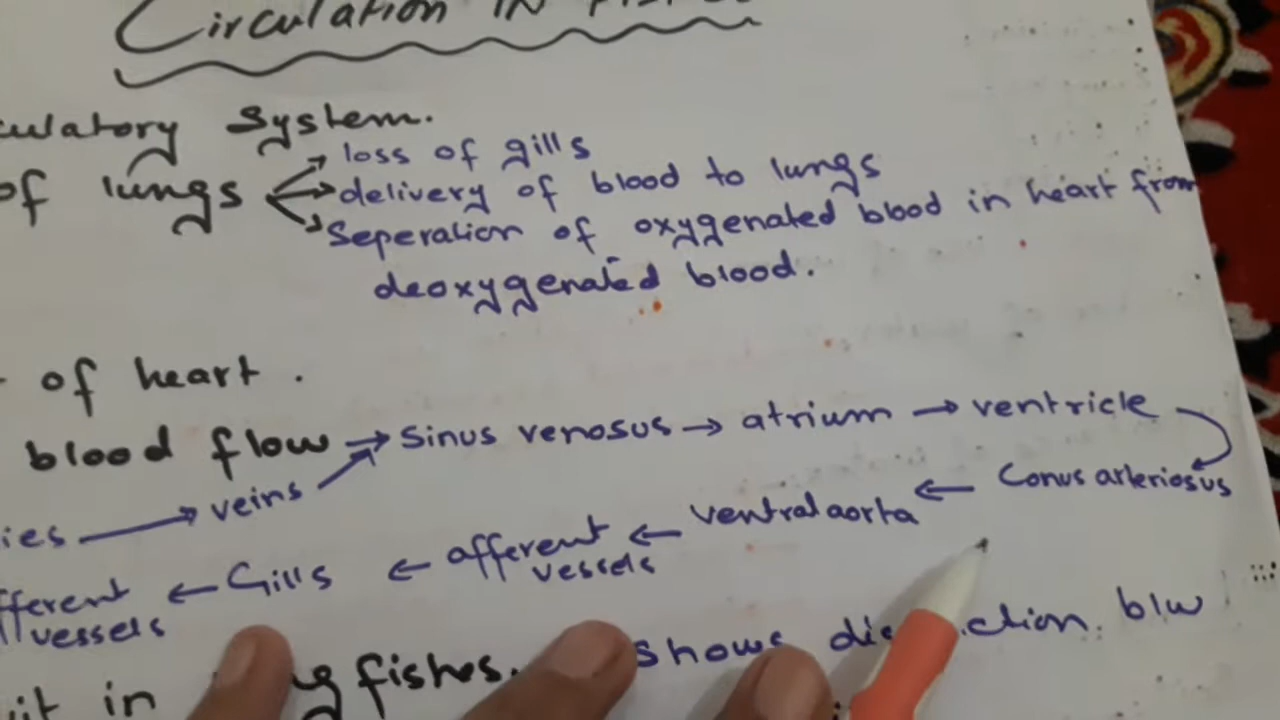 Circulation IN
culatory System.
of lungs → loss of gills
→ delivery of blood to lungs
→ Seperation of oxygenated blood in heart from
deoxygenated blood.
of heart.
blood flow → Sinus venosus → atrium → ventricle
ies → veins
Conus arteriosus
← ventral aorta ←
← Gills ← afferent vessels
fferent vessels
fishes. shows blw
it in